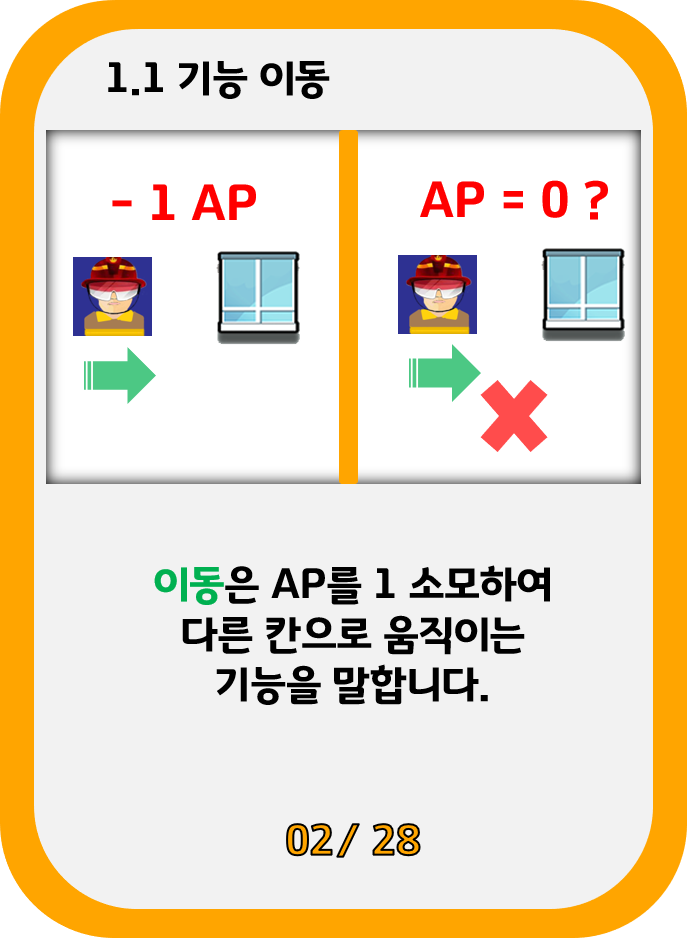 1.1 기능 이동
- 1 AP
AP = 0 ?
이동은 AP를 1 소모하여
다른 칸으로 움직이는
기능을 말합니다.
02/ 28